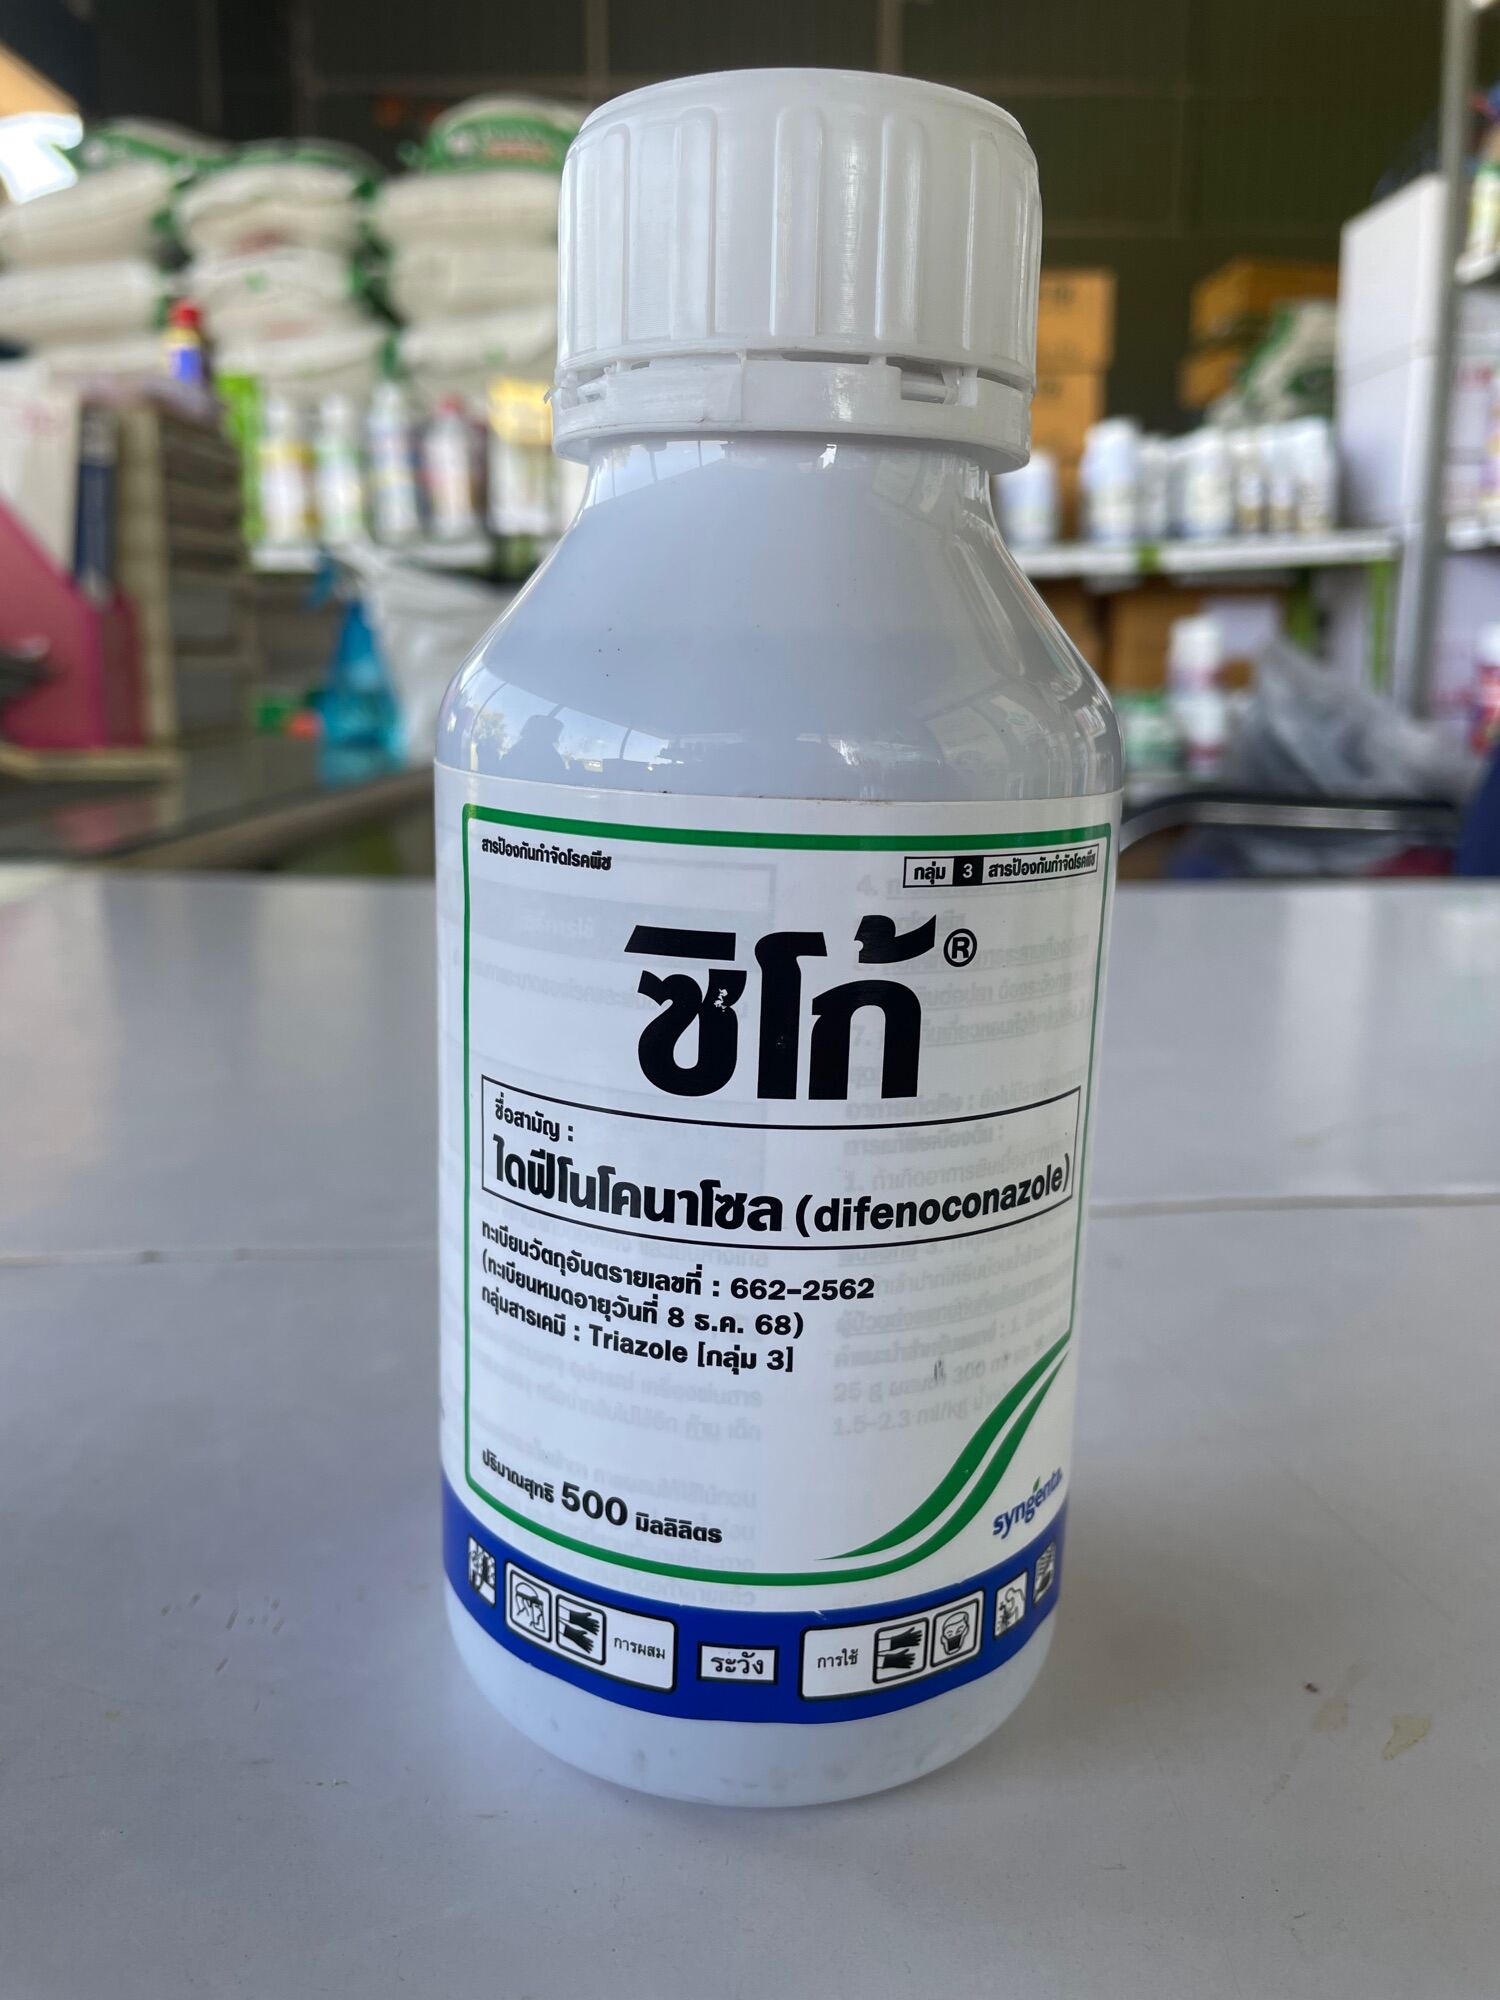 สารป้องกันกำจัดโรคพืช
กลุ่ม 3 สารป้องกันกำจัดโรคพืช
ซิโก้®
ชื่อสามัญ :
ไดฟีโนโคนาโซล (difenoconazole)
ทะเบียนวัตถุอันตรายเลขที่ : 662-2562
(ทะเบียนหมดอายุวันที่ 8 ธ.ค. 68)
กลุ่มสารเคมี : Triazole [กลุ่ม 3]
ปริมาณสุทธิ 500 มิลลิลิตร
syngenta
การผสม
ระวัง
การใช้